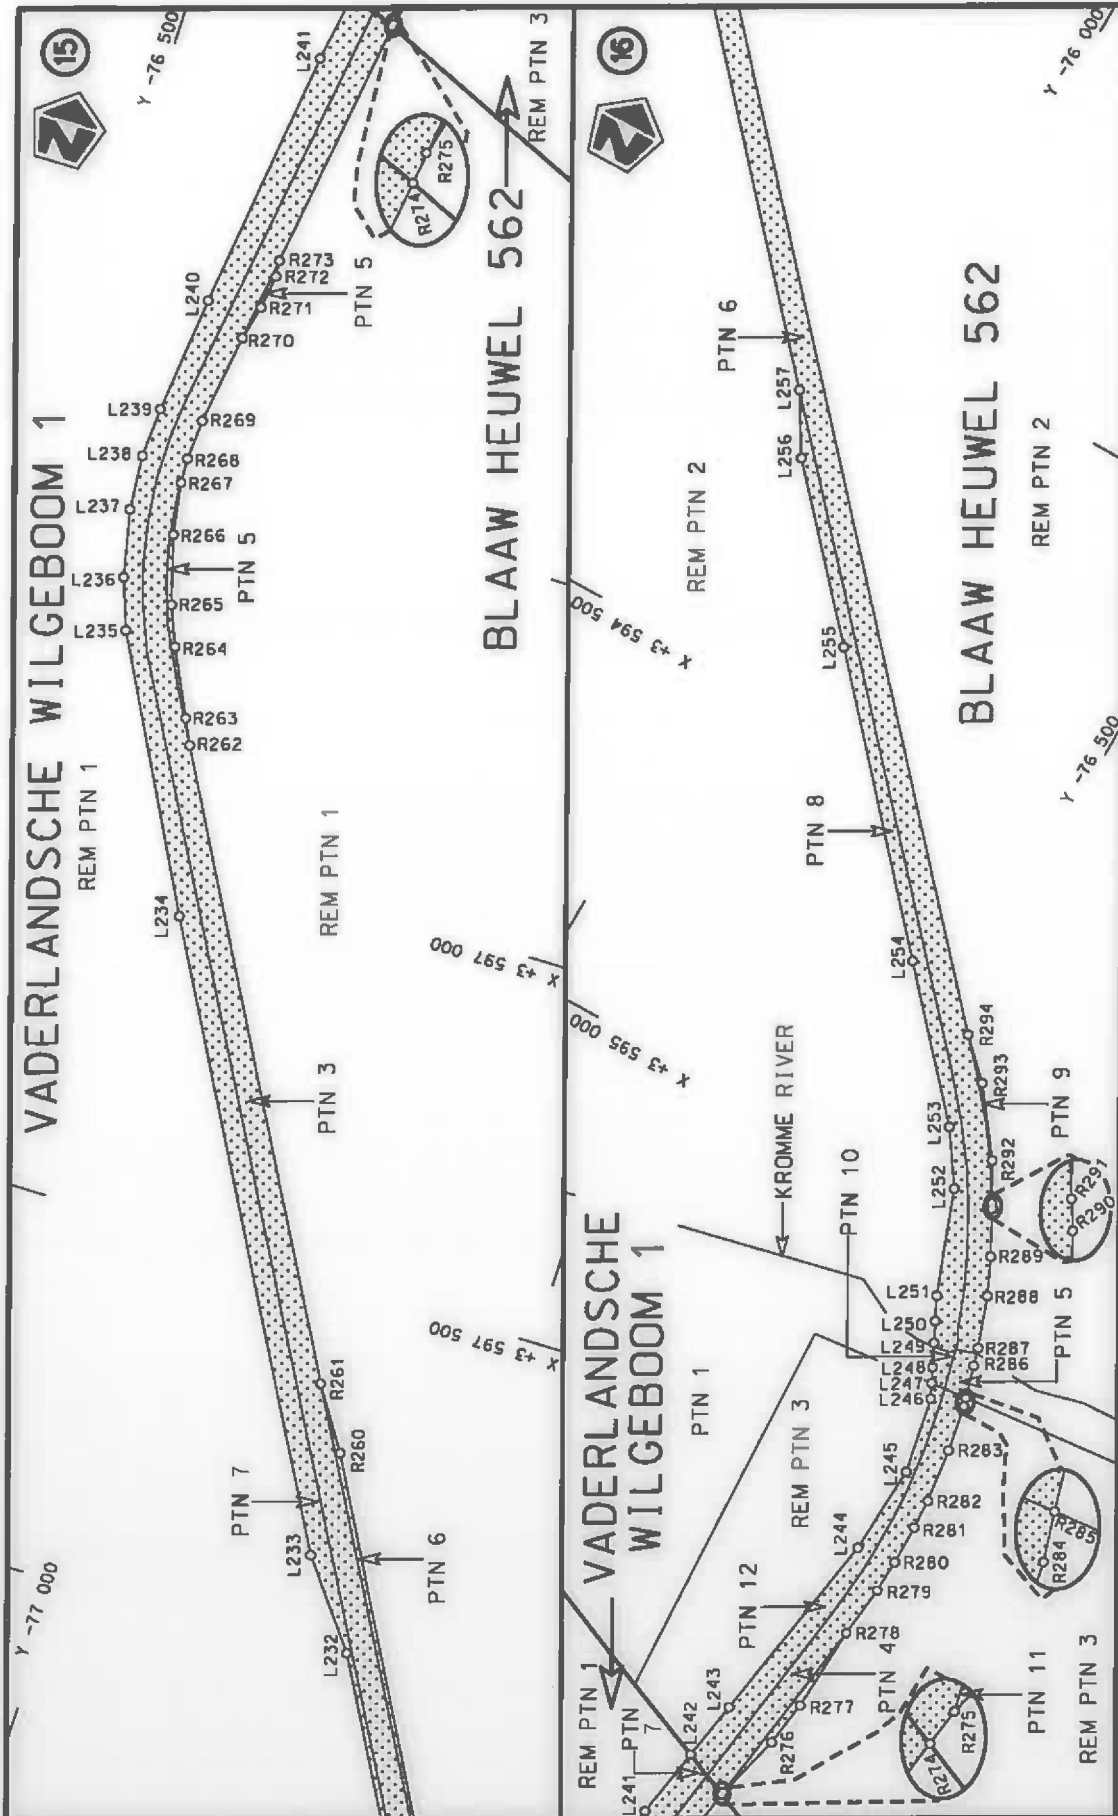 15
Y -76 500
VADERLANDSCHE WILGEBOOM 1
REM PTN 1
L241
L240
L239
L238
L237
L236
L235
L234
L233
L232
R275
R274
R273
R272
R271
R270
R269
R268
R267
R266
R265
R264
R263
R262
R261
R260
PTN 5
PTN 5
PTN 3
PTN 7
PTN 6
REM PTN 1
REM PTN 3
BLAAW HEUWEL 562
X +3 597 000
X +3 597 500
Y -77 000
16
Y -76 000
PTN 6
L257
L256
L255
L254
L253
L252
L251
L250
L249
L248
L247
L246
L245
L244
L243
L242
L241
REM PTN 2
X +3 594 500
X +3 595 000
PTN 8
BLAAW HEUWEL 562
REM PTN 2
Y -76 500
KROMME RIVER
PTN 10
VADERLANDSCHE
WILGEBOOM 1
PTN 1
REM PTN 3
PTN 12
REM PTN 1
PTN
7
R294
R293
R292
R291
R290
R289
R288
R287
R286
R285
R284
R283
R282
R281
R280
R279
R278
R277
R276
R275
R274
PTN 9
PTN 5
PTN 4
PTN 11
REM PTN 3